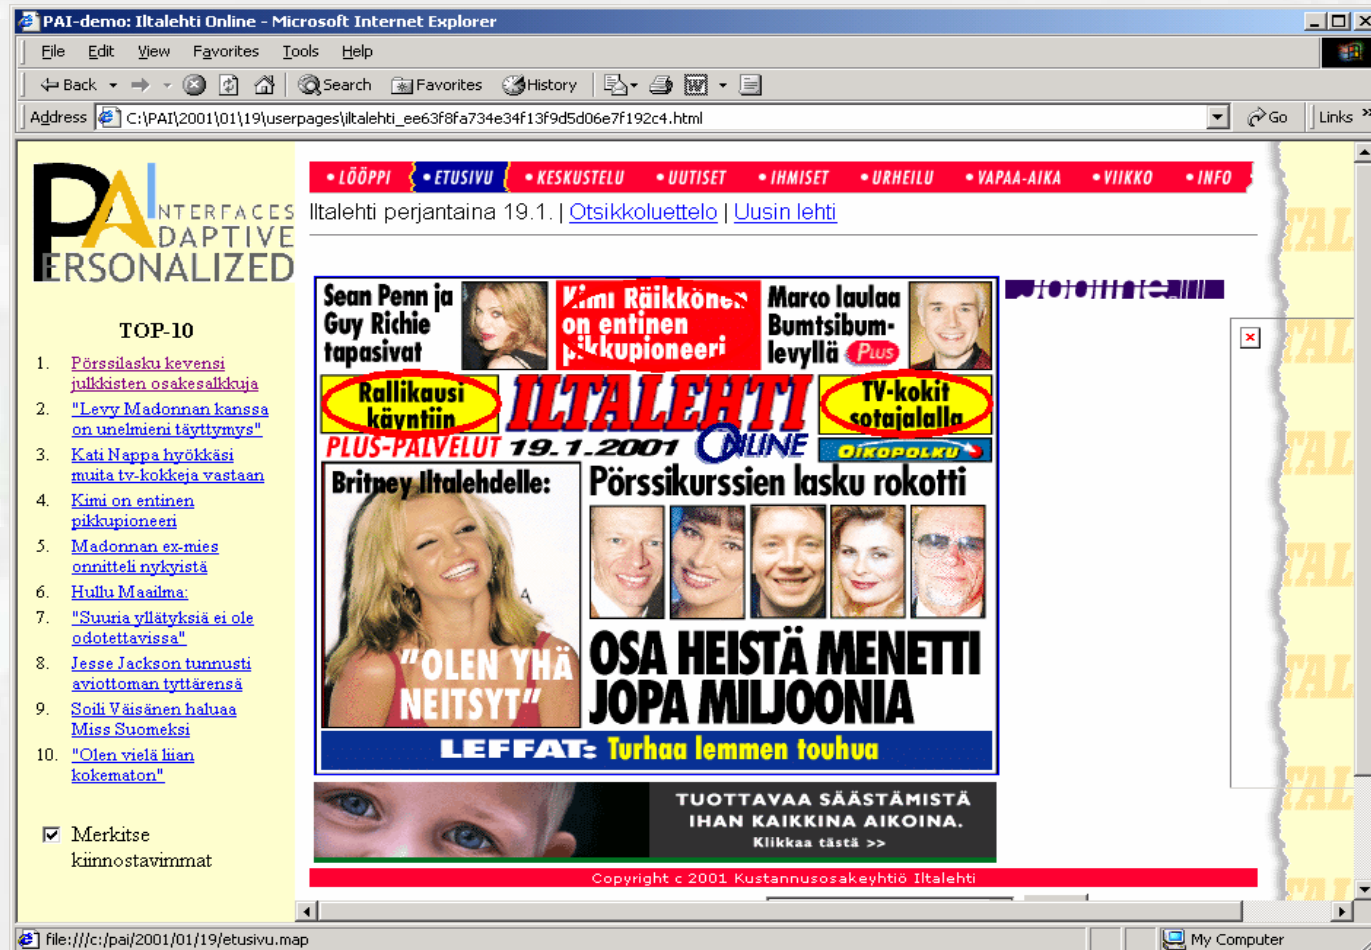 PAI-demo: Iltalehti Online - Microsoft Internet Explorer
File Edit View Favorites Tools Help
Back Search Favorites History
Address C:\PAI\2001\01\19\userpages\iltalehti_ee63f8fa734e34f13f9d5d06e7f192c4.html Go Links »
PAI
INTERFACES
ADAPTIVE
PERSONALIZED
TOP-10
1. Pörssilasku kevensi
julkkisten osakesalkkuja
2. "Levy Madonnan kanssa
on unelmieni täyttymys"
3. Kati Nappa hyökkäsi
muita tv-kokkeja vastaan
4. Kimi on entinen
pikkupioneeri
5. Madonnan ex-mies
onnitteli nykyistä
6. Hullu Maailma:
7. "Suuria yllätyksiä ei ole
odotettavissa"
8. Jesse Jackson tunnusti
aviottoman tyttärensä
9. Soili Väisänen haluaa
Miss Suomeksi
10. "Olen vielä liian
kokematon"
Merkitse
kiinnostavimmat
• LÖÖPPI • ETUSIVU • KESKUSTELU • UUTISET • IHMISET • URHEILU • VAPAA-AIKA • VIIKKO • INFO
Iltalehti perjantaina 19.1. | Otsikkoluettelo | Uusin lehti
Sean Penn ja
Guy Richie
tapasivat
Kimi Räikkönen
on entinen
pikkupioneeri
Marco laulaa
Bumtsibum-
levyllä Plus
Rallikausi
käyntiin
ILTALEHTI
TV-kokit
sotajalalla
PLUS-PALVELUT 19.1.2001 ONLINE OIKOPOLKU
Britney Iltalehdelle:
"OLEN YHÄ
NEITSYT"
Pörssikurssien lasku rokotti
OSA HEISTÄ MENETTI
JOPA MILJOONIA
LEFFAT: Turhaa lemmen touhua
TUOTTAVAA SÄÄSTÄMISTÄ
IHAN KAIKKINA AIKOINA.
Klikkaa tästä >>
Copyright c 2001 Kustannusosakeyhtiö Iltalehti
TAL
TAL
TAL
TAL
TAL
TAL
TAL
file:///c:/pai/2001/01/19/etusivu.map My Computer